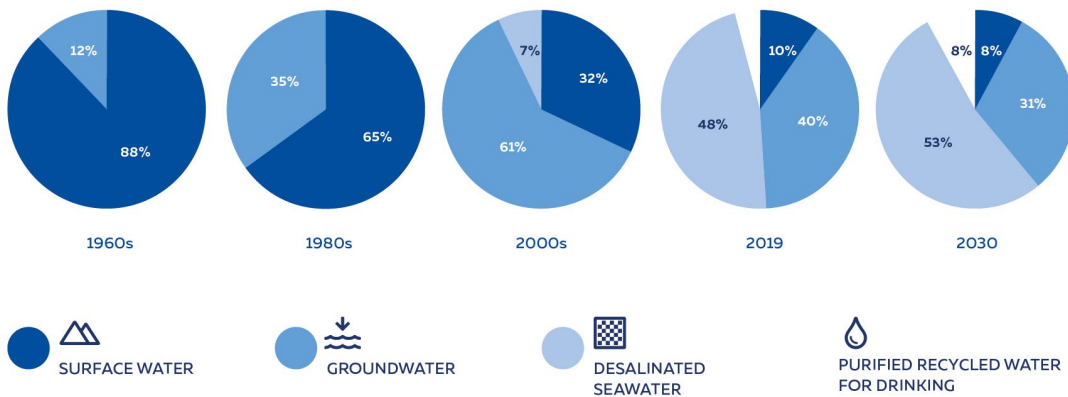 12%
88%
35%
65%
7%
32%
61%
10%
48%
40%
8%
8%
31%
53%
1960s
1980s
2000s
2019
2030
SURFACE WATER
GROUNDWATER
DESALINATED
SEAWATER
PURIFIED RECYCLED WATER
FOR DRINKING